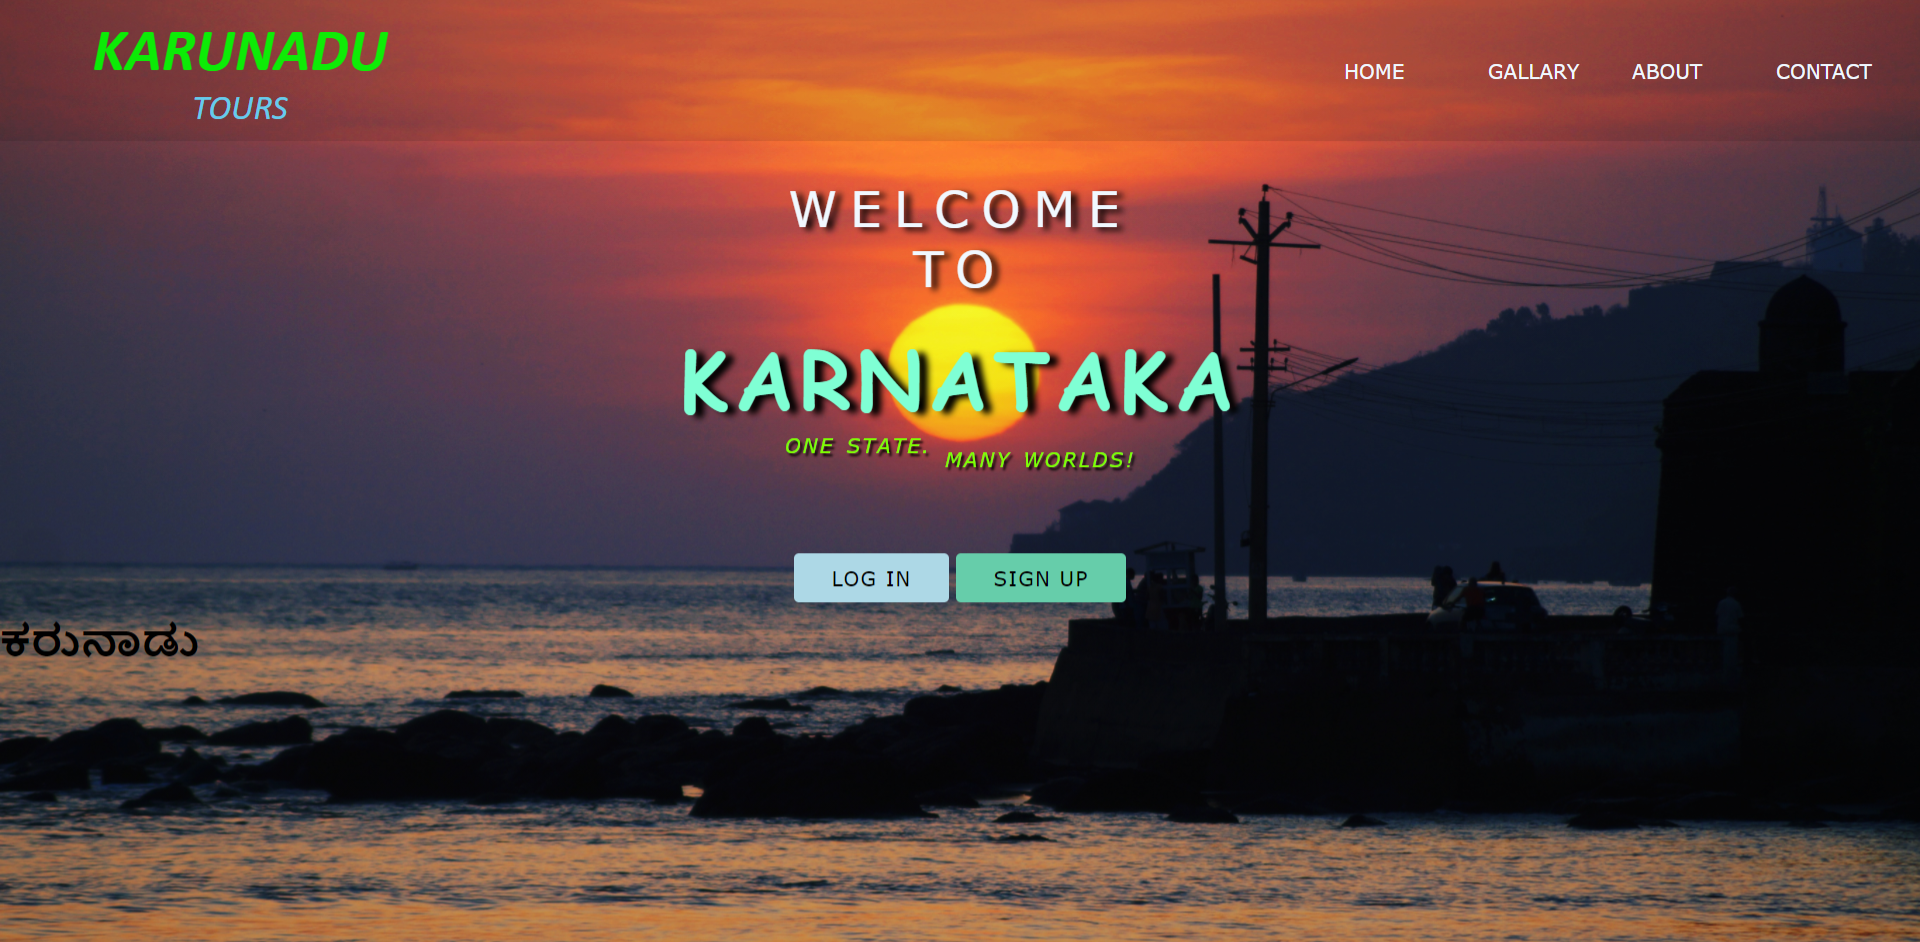 KARUNADU
TOURS
HOME GALLARY ABOUT CONTACT
WELCOME
TO
KARNATAKA
ONE STATE. MANY WORLDS!
LOG IN SIGN UP
ಕರುನಾಡು